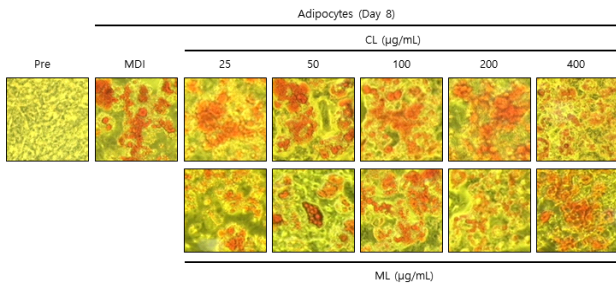 Adipocytes (Day 8)
CL (μg/mL)
Pre MDI 25 50 100 200 400
ML (μg/mL)